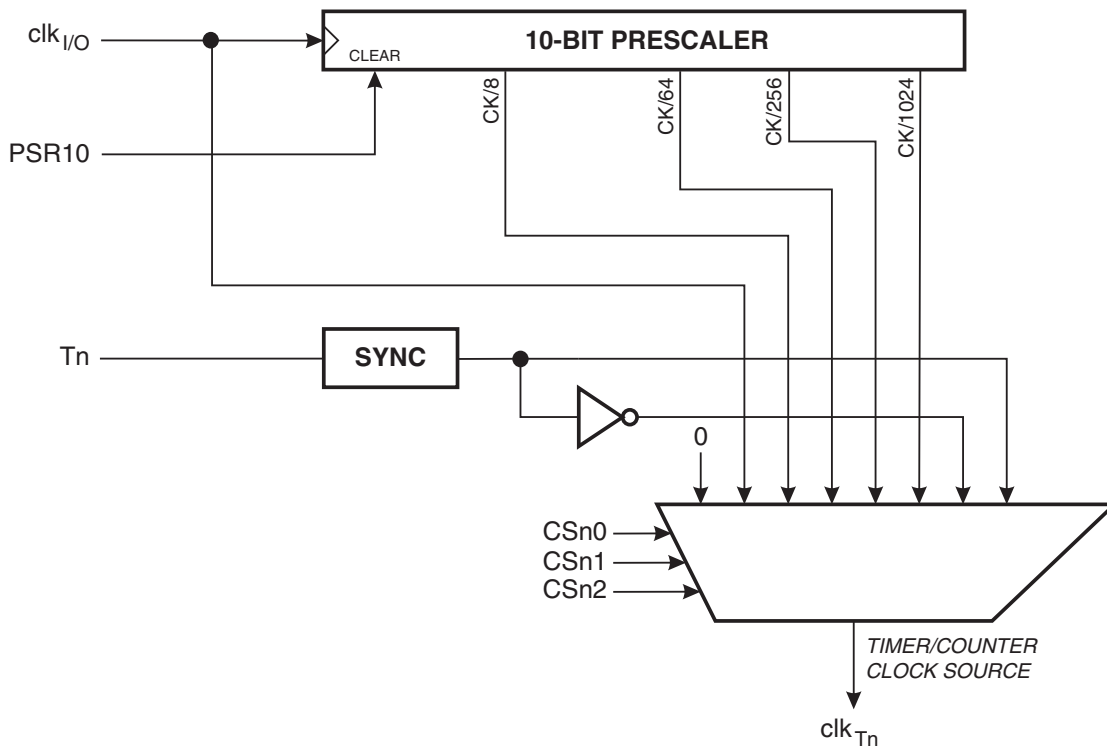 clk I/O
10-BIT PRESCALER
CLEAR
PSR10
CK/8
CK/64
CK/256
CK/1024
Tn
SYNC
0
CSn0
CSn1
CSn2
TIMER/COUNTER
CLOCK SOURCE
clk Tn